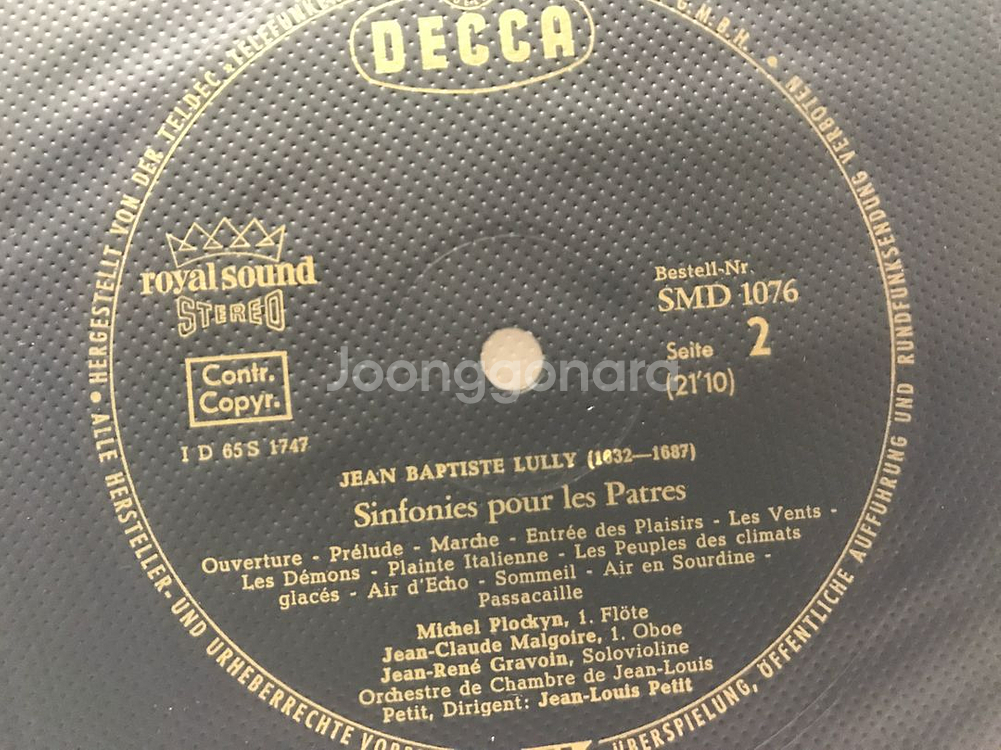 DECCA
ALLE HERSTELLER- UND URHEBERRECHTE
HERGESTELLT VON DER TELDEC
G.M.B.H. •
ÜBERSPIELUNG, ÖFFENTLICHE AUFFÜHRUNG UND RUNDFUNKSENDUNG VERBOTEN
royal sound
STEREO
Contr.
Copyr.
I D 65 S 1747
Bestell-Nr.
SMD 1076
Seite 2
(21'10)
Joonggonara
JEAN BAPTISTE LULLY (1632—1687)
Sinfonies pour les Patres
Ouverture - Prélude - Marche - Entrée des Plaisirs - Les Vents -
Les Démons - Plainte Italienne - Les Peuples des climats
glacés - Air d'Echo - Sommeil - Air en Sourdine -
Passacaille
Michel Plockyn, 1. Flöte
Jean-Claude Malgoire, 1. Oboe
Jean-René Gravoin, Solovioline
Orchestre de Chambre de Jean-Louis
Petit, Dirigent: Jean-Louis Petit